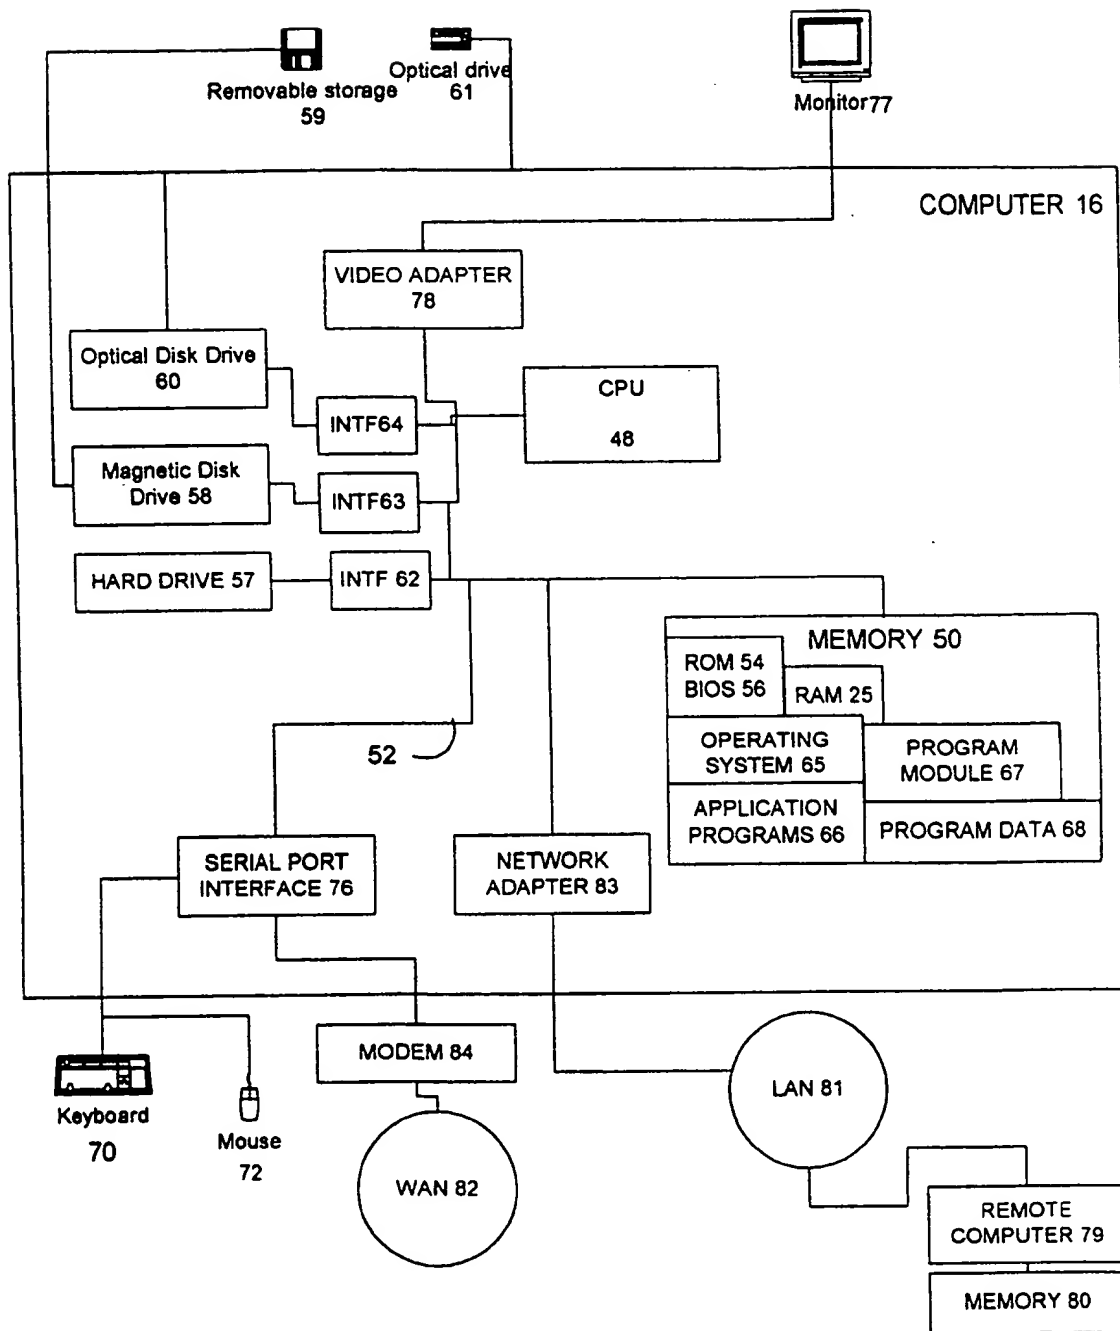 Removable storage
59
Optical drive
61
Monitor77
COMPUTER 16
VIDEO ADAPTER
78
Optical Disk Drive
60
INTF64
CPU
48
Magnetic Disk
Drive 58
INTF63
HARD DRIVE 57
INTF 62
MEMORY 50
ROM 54
BIOS 56
RAM 25
OPERATING
SYSTEM 65
PROGRAM
MODULE 67
APPLICATION
PROGRAMS 66
PROGRAM DATA 68
52
SERIAL PORT
INTERFACE 76
NETWORK
ADAPTER 83
MODEM 84
LAN 81
Keyboard
70
Mouse
72
WAN 82
REMOTE
COMPUTER 79
MEMORY 80